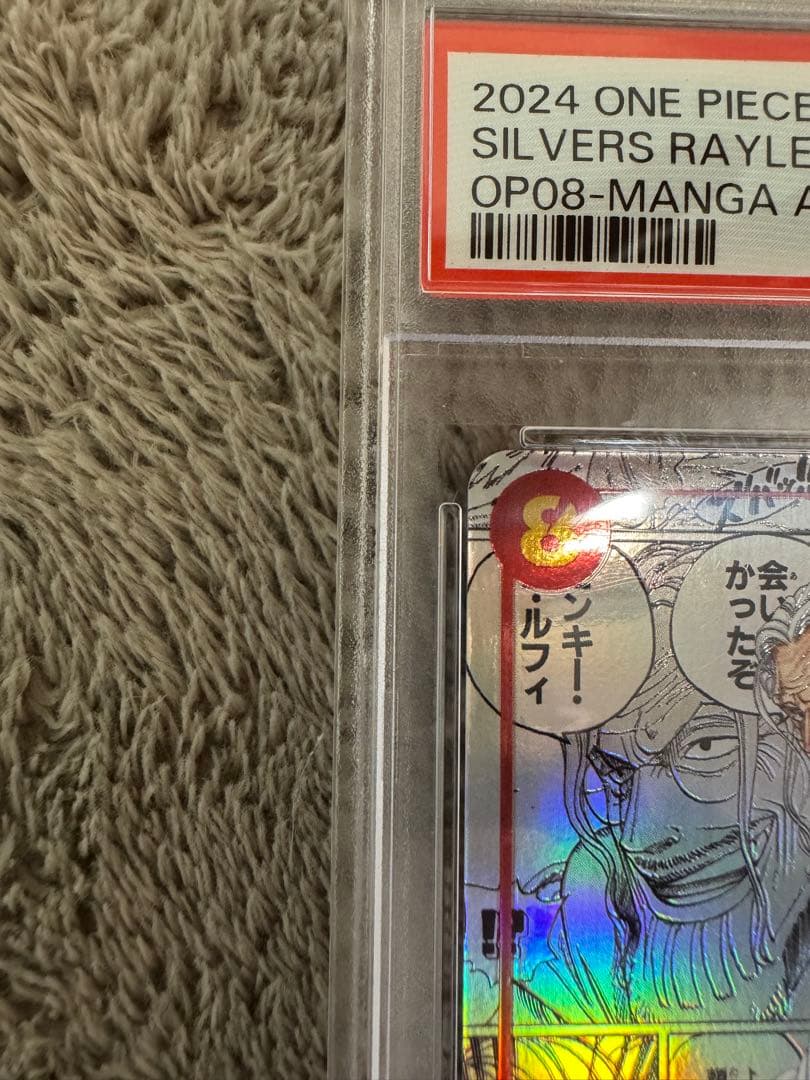 2024 ONE PIECE
SILVERS RAYLE
OP08-MANGA A
8
会い
かったぞ
ンキー・
・ルフィ
!?